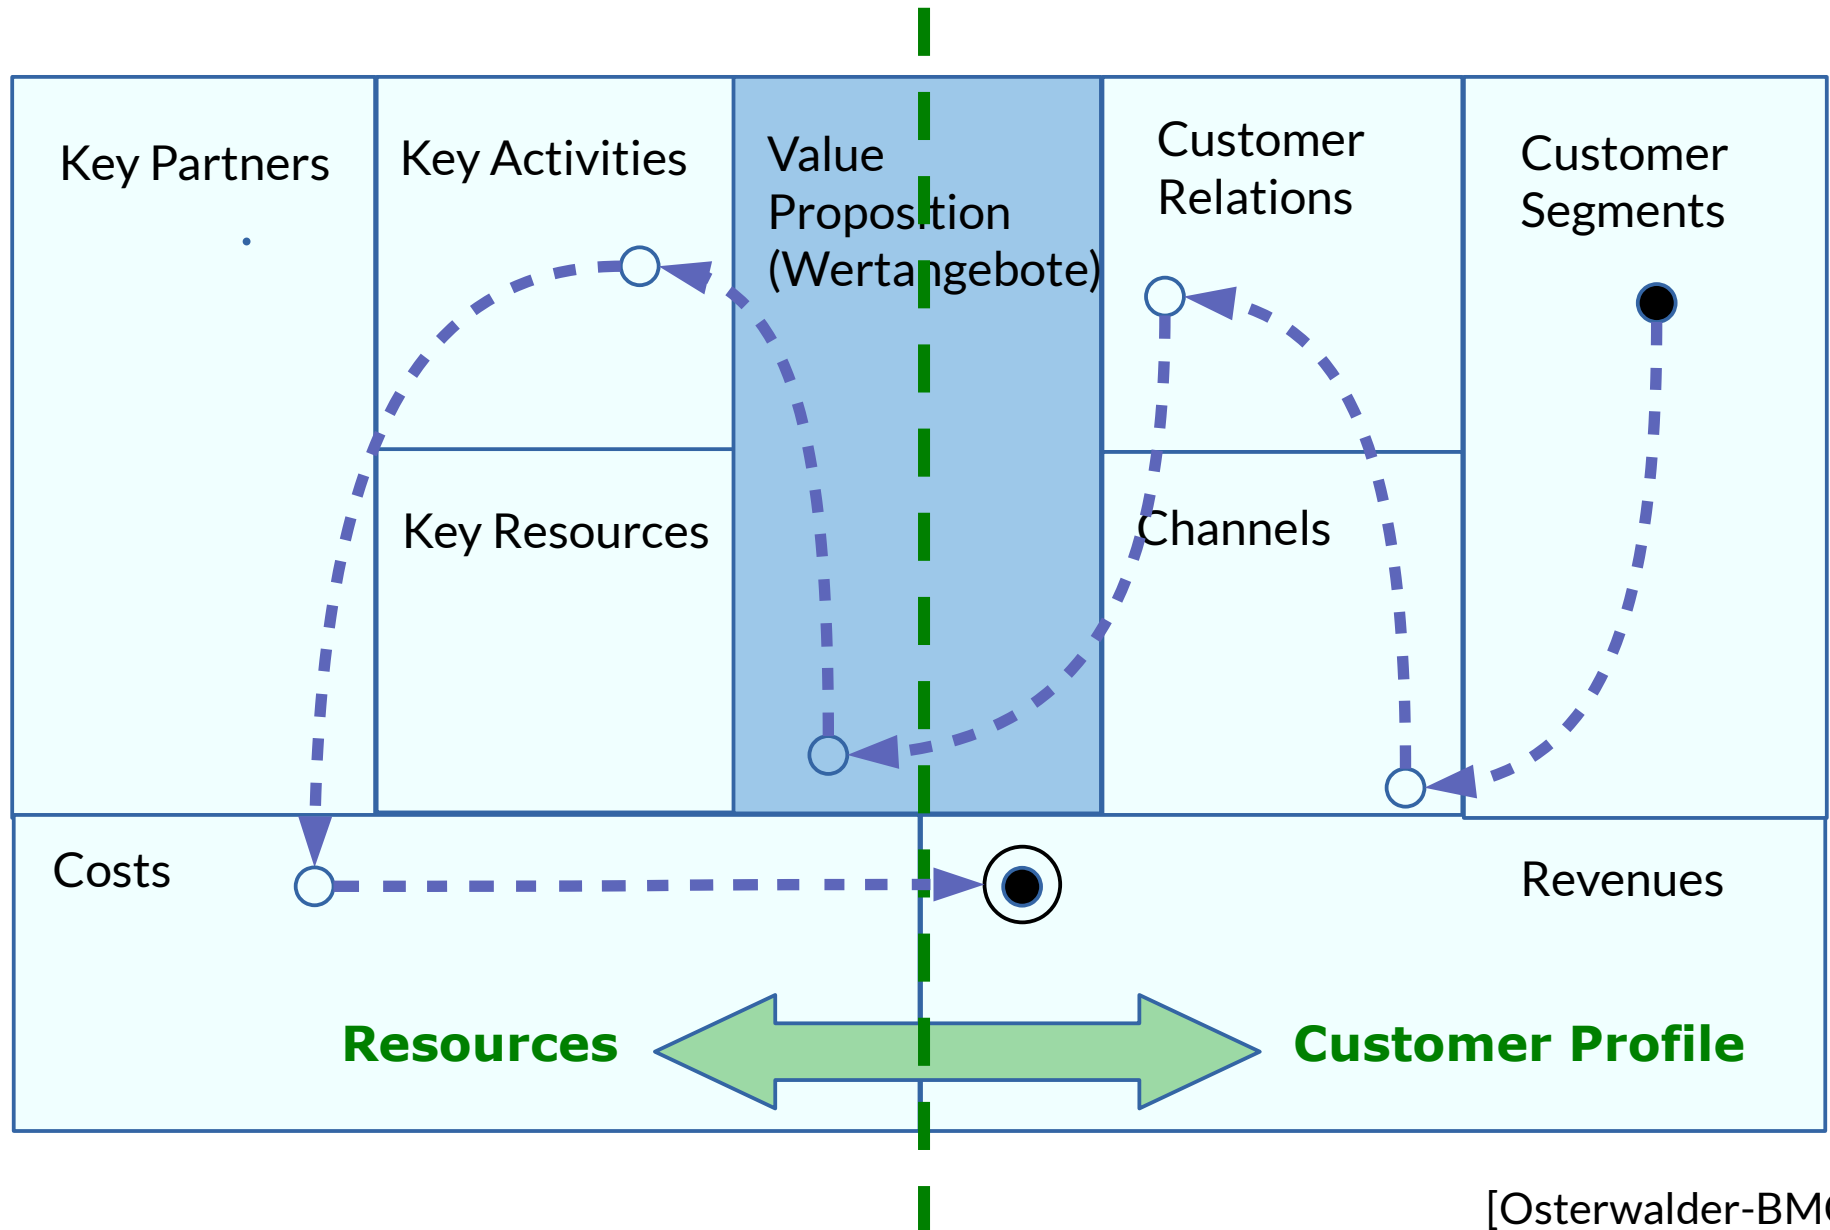 Key Partners
Key Activities
Value
Proposition
(Wertangebote)
Customer
Relations
Customer
Segments
Key Resources
Channels
Costs
Revenues
Resources
Customer Profile
[Osterwalder-BM